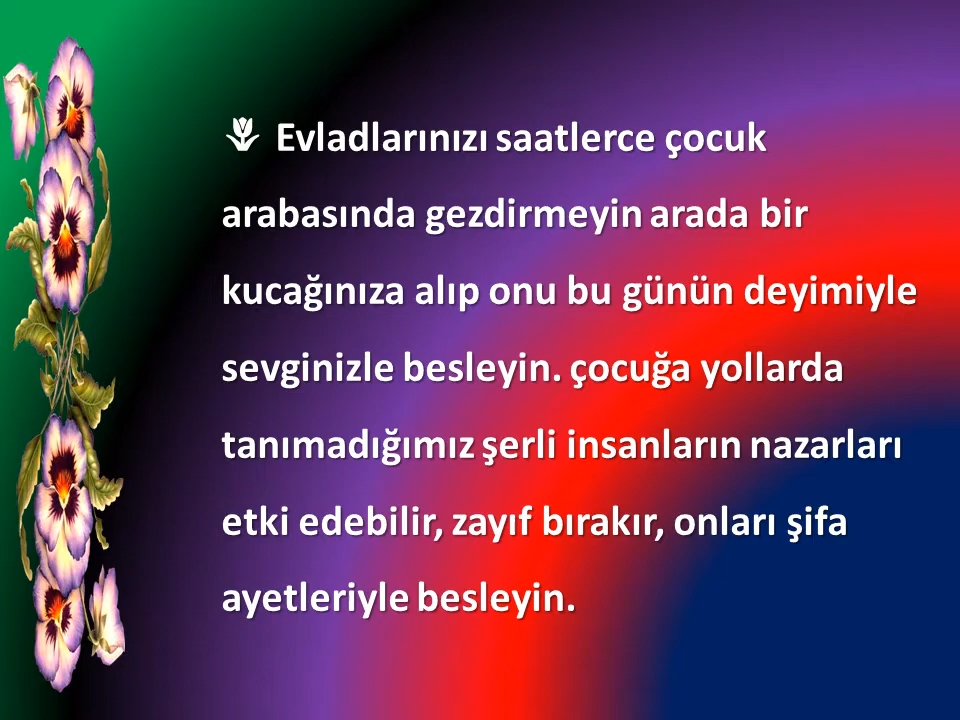 🌷 Evladlarınızı saatlerce çocuk
arabasında gezdirmeyin arada bir
kucağınıza alıp onu bu günün deyimiyle
sevginizle besleyin. çocuğa yollarda
tanımadığımız şerli insanların nazarları
etki edebilir, zayıf bırakır, onları şifa
ayetleriyle besleyin.